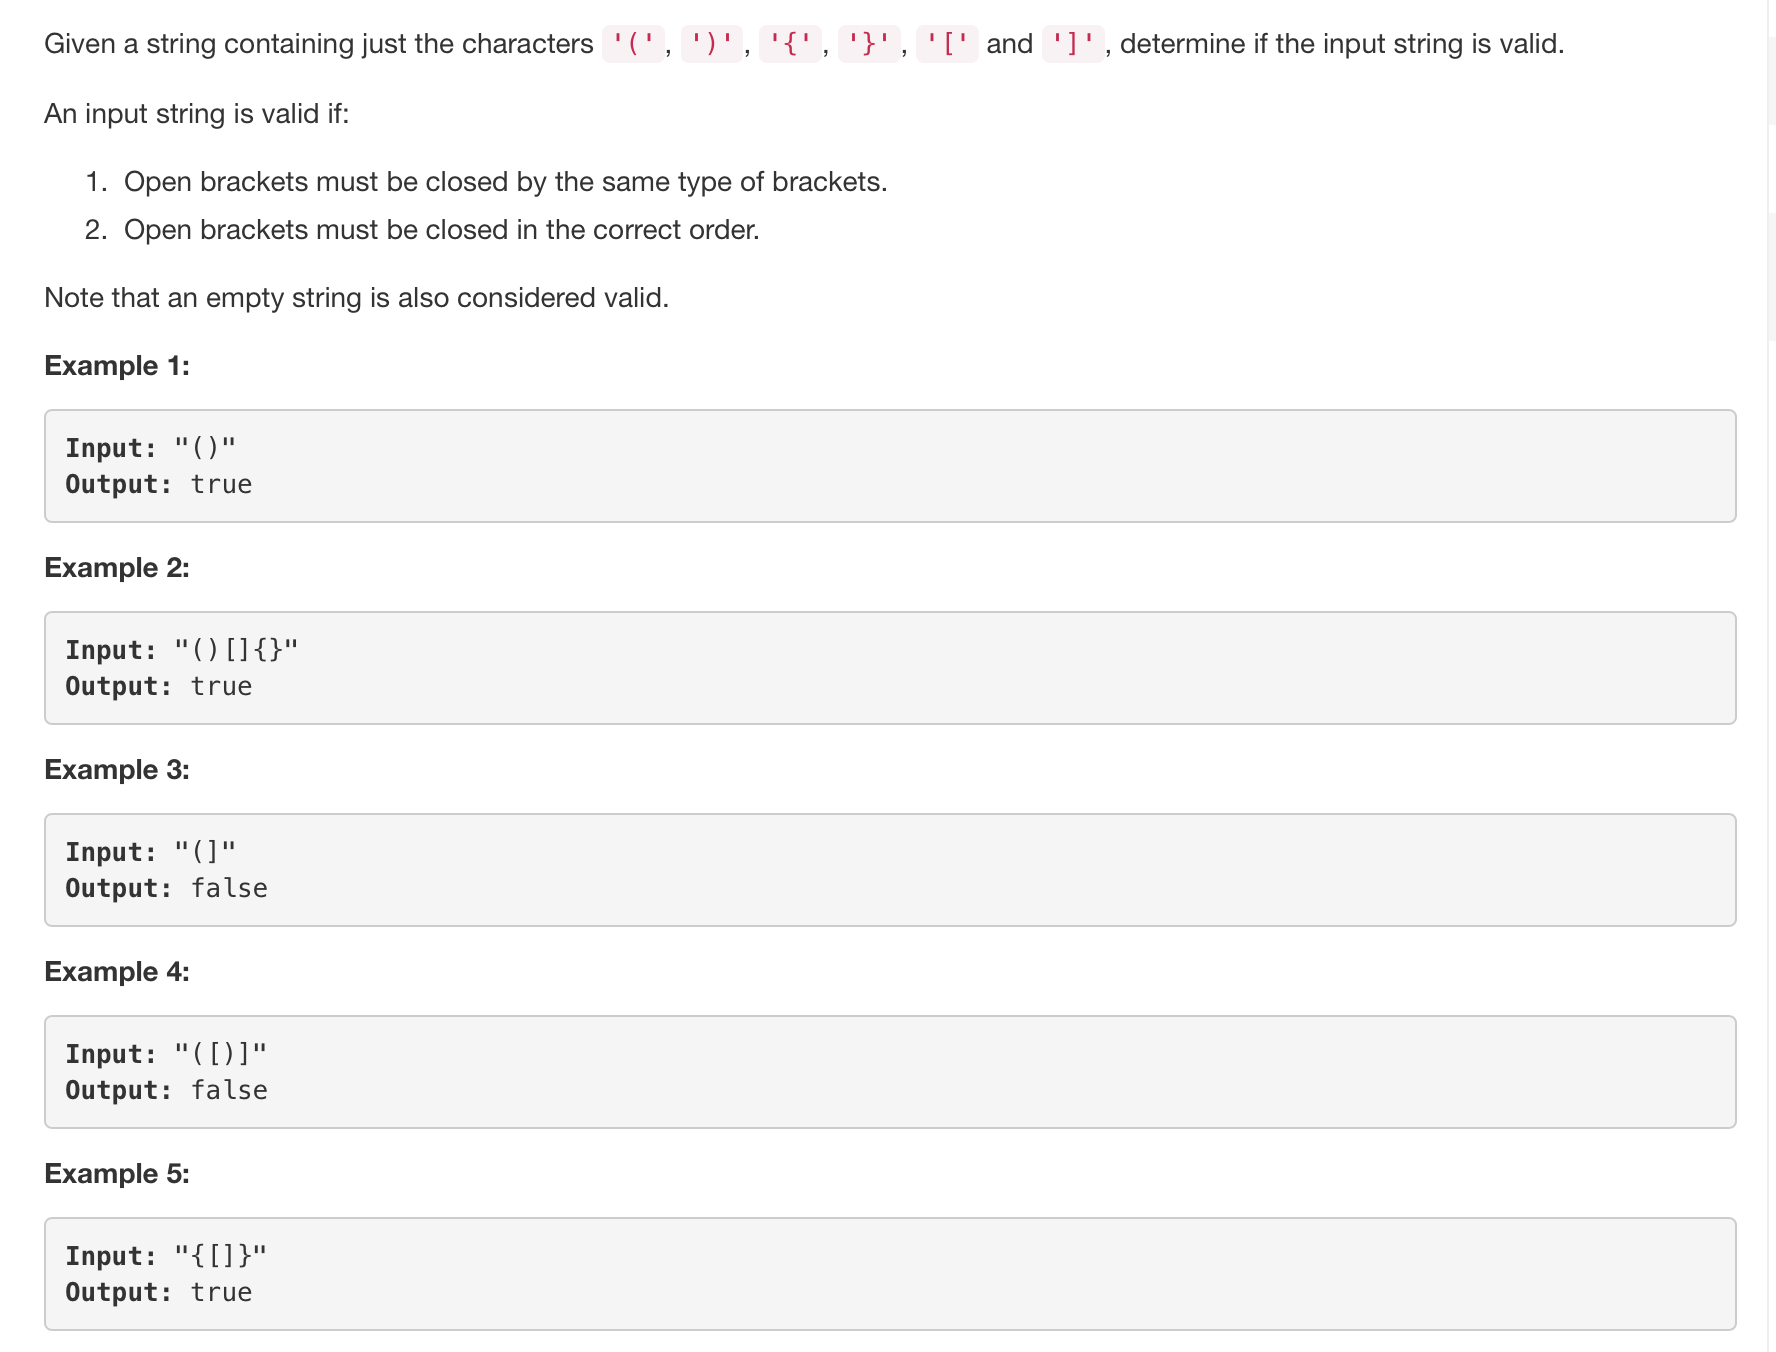 Given a string containing just the characters '(', ')', '{', '}', '[' and ']', determine if the input string is valid.
An input string is valid if:
1. Open brackets must be closed by the same type of brackets.
2. Open brackets must be closed in the correct order.
Note that an empty string is also considered valid.
Example 1:
Input: "()"
Output: true
Example 2:
Input: "()[]{}"
Output: true
Example 3:
Input: "(]"
Output: false
Example 4:
Input: "([)]"
Output: false
Example 5:
Input: "{[]}"
Output: true